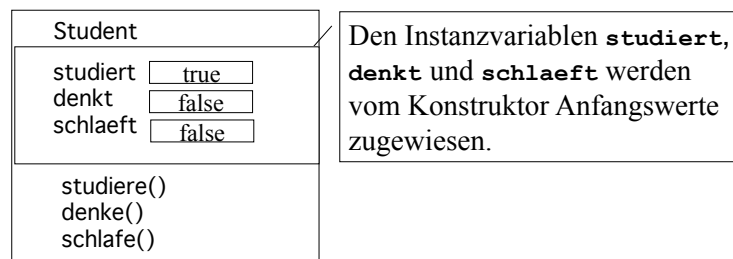 Student
studiert true
denkt false
schlaeft false
studiere()
denke()
schlafe()
Den Instanzvariablen studiert,
denkt und schlaeft werden
vom Konstruktor Anfangswerte
zugewiesen.